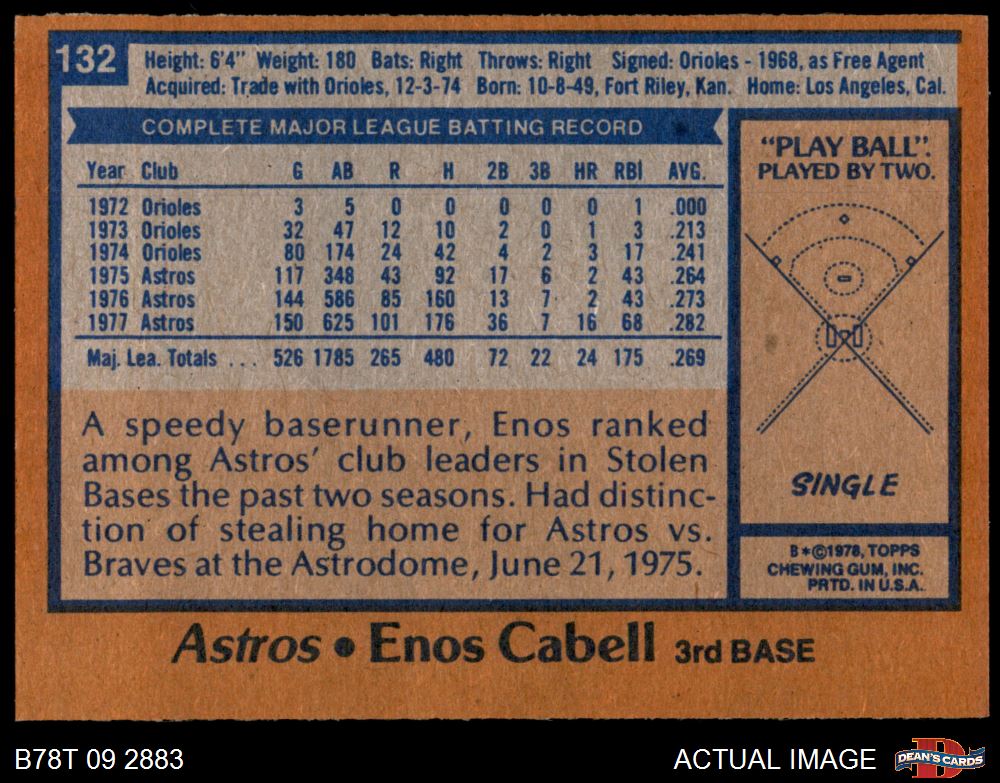 132
Height: 6'4" Weight: 180 Bats: Right Throws: Right Signed: Orioles - 1968, as Free Agent
Acquired: Trade with Orioles, 12-3-74 Born: 10-8-49, Fort Riley, Kan. Home: Los Angeles, Cal.
COMPLETE MAJOR LEAGUE BATTING RECORD
Year Club G AB R H 2B 3B HR RBI AVG.
1972 Orioles 3 5 0 0 0 0 0 1 .000
1973 Orioles 32 47 12 10 2 0 1 3 .213
1974 Orioles 80 174 24 42 4 2 3 17 .241
1975 Astros 117 348 43 92 17 6 2 43 .264
1976 Astros 144 586 85 160 13 7 2 43 .273
1977 Astros 150 625 101 176 36 7 16 68 .282
Maj. Lea. Totals ... 526 1785 265 480 72 22 24 175 .269
A speedy baserunner, Enos ranked
among Astros' club leaders in Stolen
Bases the past two seasons. Had distinc-
tion of stealing home for Astros vs.
Braves at the Astrodome, June 21, 1975.
"PLAY BALL".
PLAYED BY TWO.
SINGLE
B*©1978, TOPPS
CHEWING GUM, INC.
PRTD. IN U.S.A.
Astros • Enos Cabell 3rd BASE
B78T 09 2883
ACTUAL IMAGE
DEAN'S CARDS